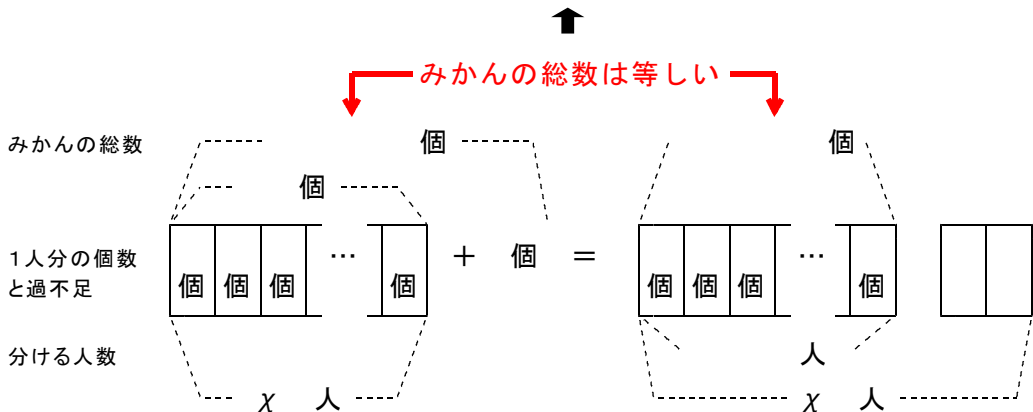 みかんの総数は等しい
みかんの総数 個 個
個
1人分の個数
と過不足
個 個 個 … 個 + 個 = 個 個 個 … 個
分ける人数 人
χ 人 χ 人